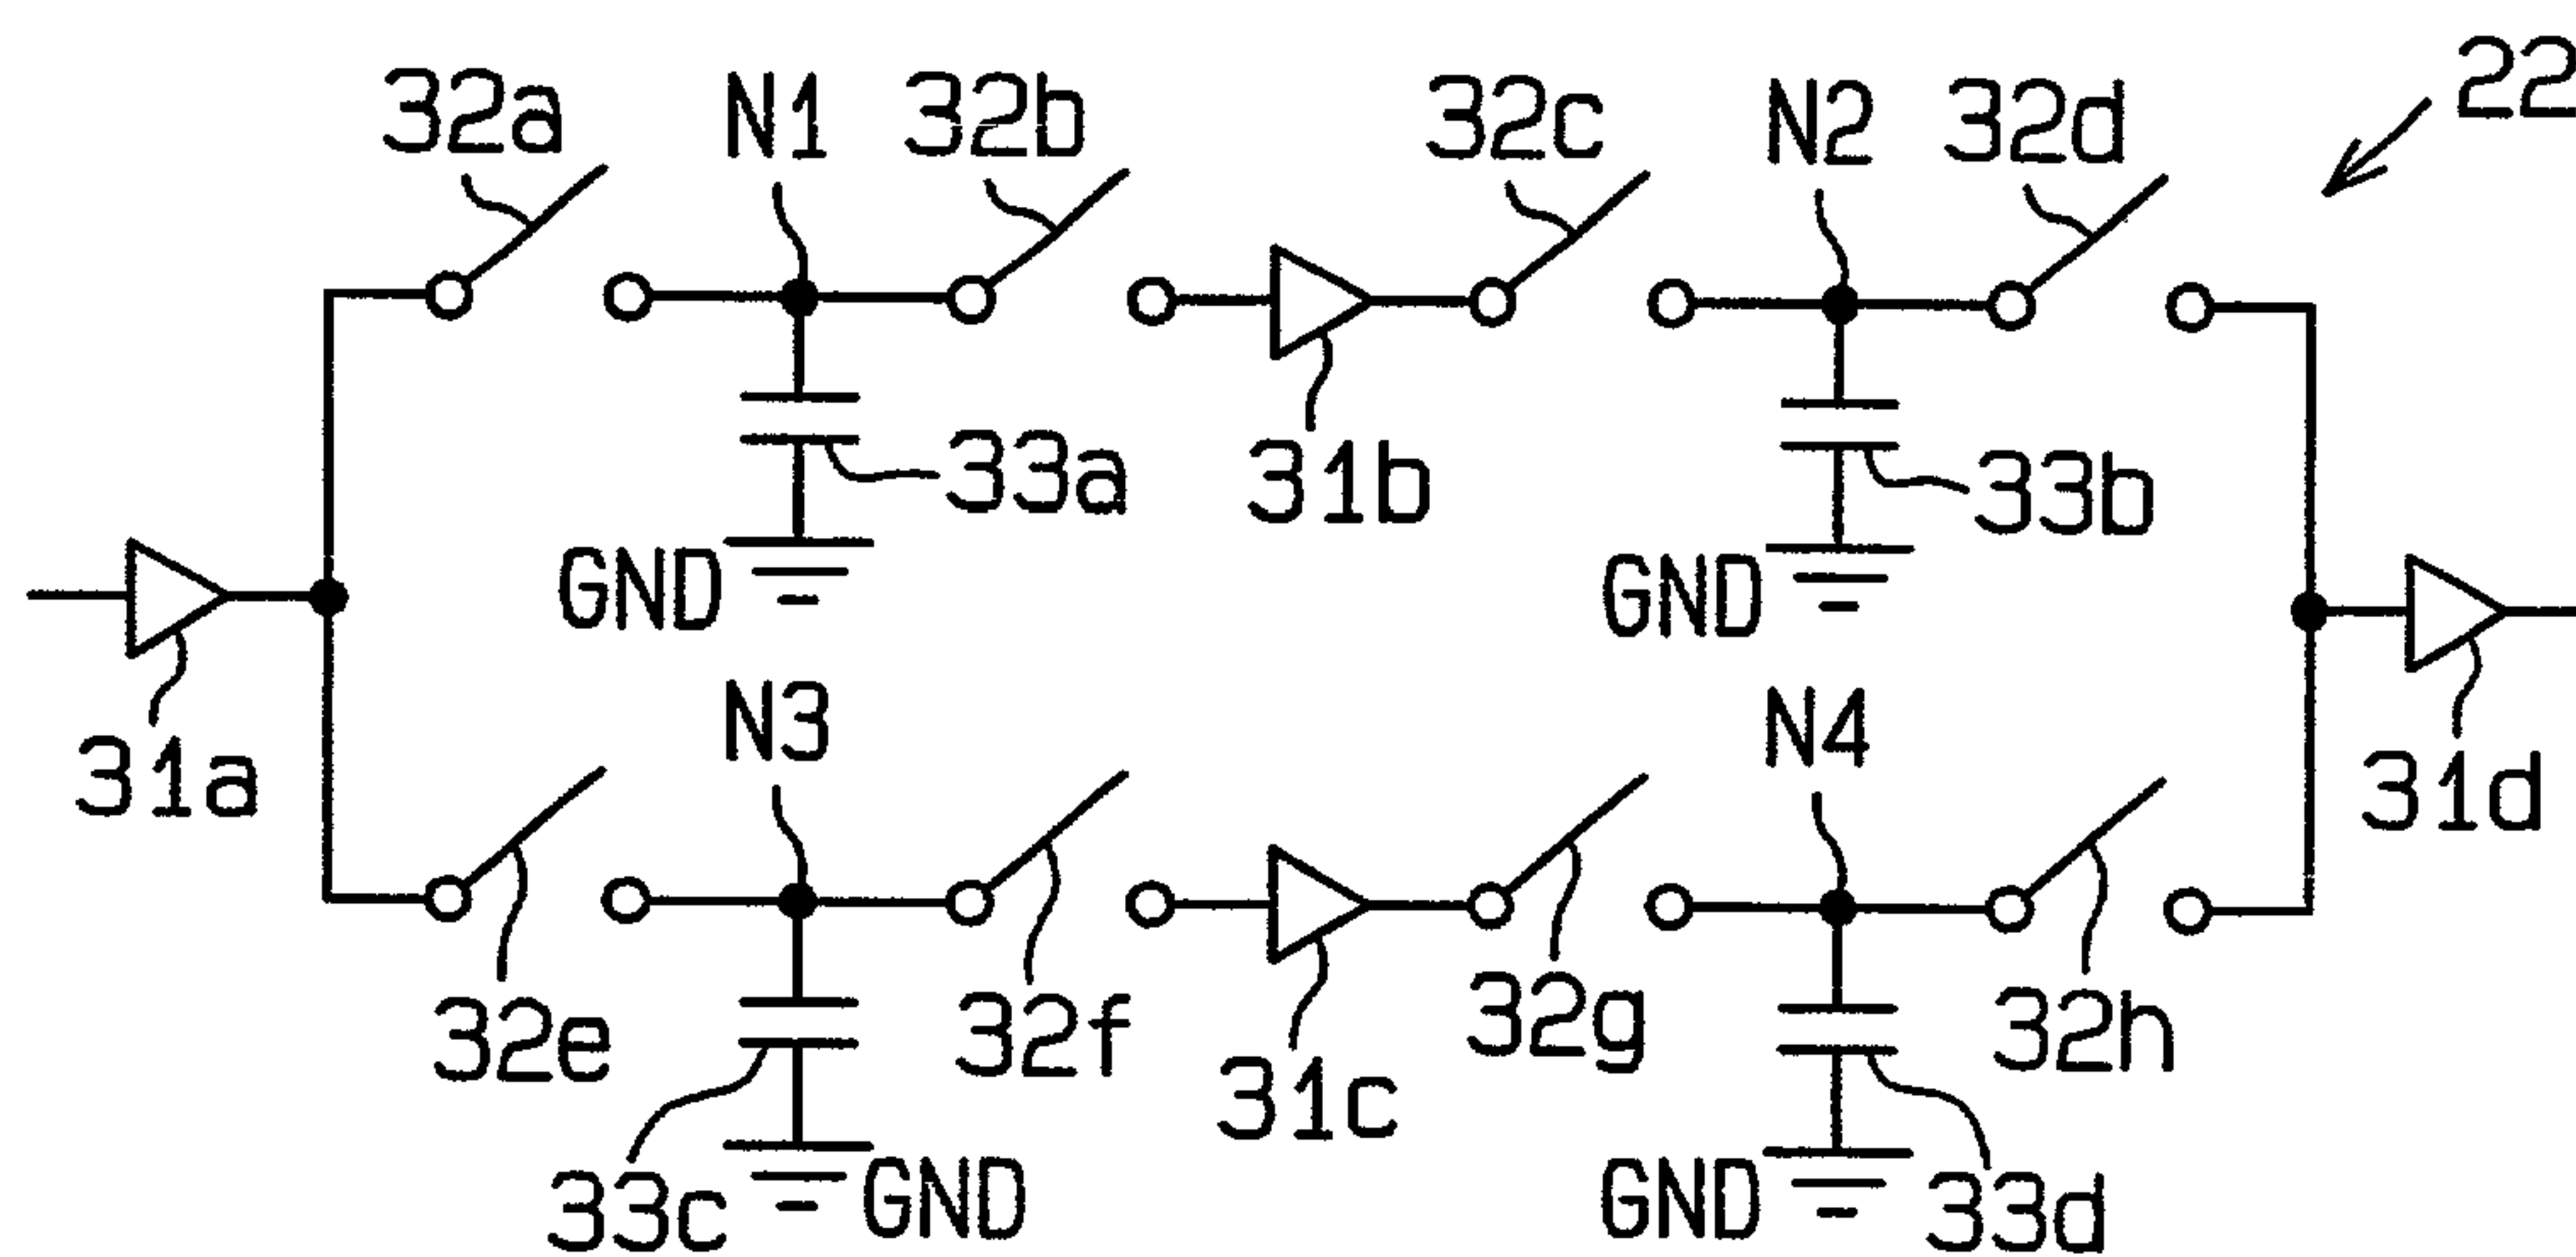 32a N1 32b 32c N2 32d 22
33a 31b 33b
GND GND
31a N3 N4 31d
32e 32f 31c 32g 32h
33c GND GND 33d